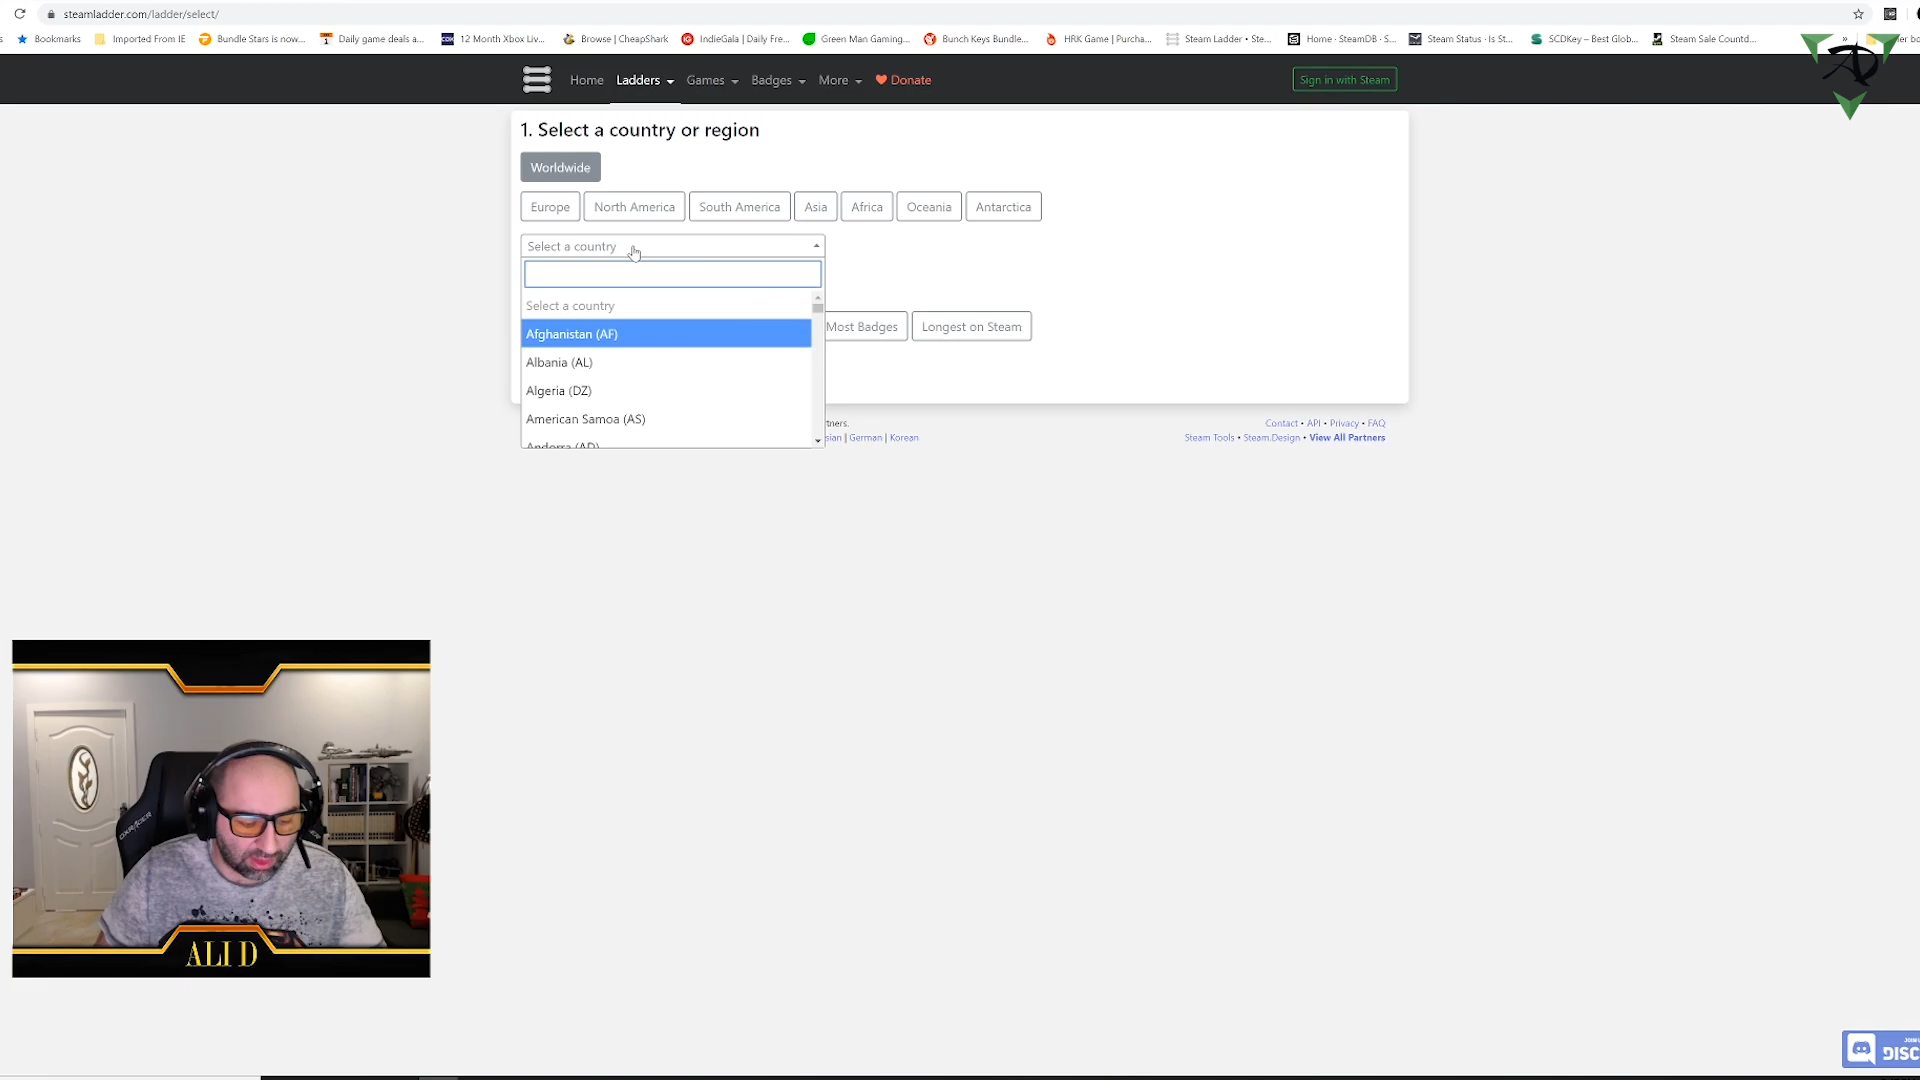 steamladder.com/ladder/select/
Bookmarks Imported From IE Bundle Stars is now... Daily game deals a... 12 Month Xbox Liv... Browse | CheapShark IndieGala | Daily Fre... Green Man Gaming... Bunch Keys Bundle... HRK Game | Purcha... Steam Ladder • Ste... Home · SteamDB · S... Steam Status · Is St... SCDKey – Best Glob... Steam Sale Countd... »
Home Ladders Games Badges More Donate Sign in with Steam
1. Select a country or region
Worldwide
Europe North America South America Asia Africa Oceania Antarctica
Select a country
Select a country
Afghanistan (AF)
Albania (AL)
Algeria (DZ)
American Samoa (AS)
Andorra (AD)
Most Badges Longest on Steam
Contact • API • Privacy • FAQ
German | Korean
Steam Tools • Steam.Design • View All Partners
DXRACER
ALI D
JOIN
DISC